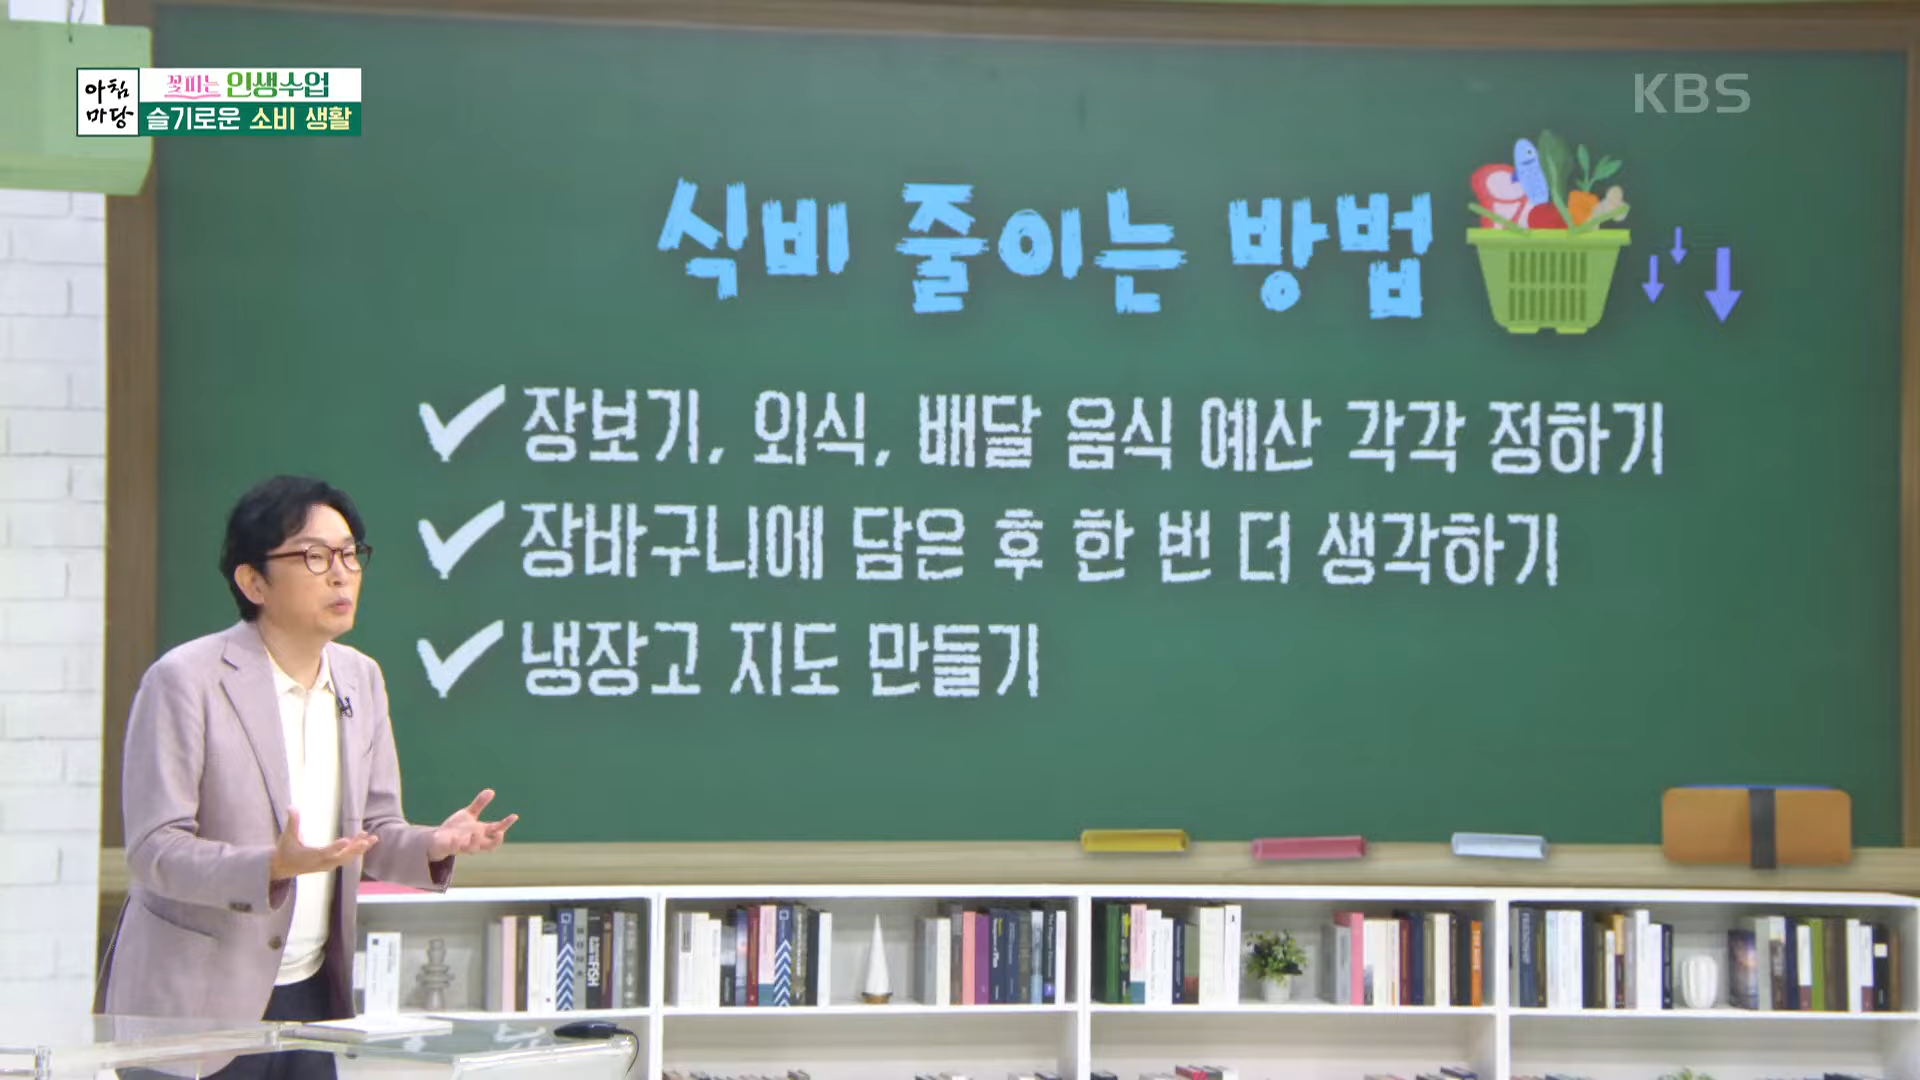 아침
마당
꽃피는 인생수업
슬기로운 소비 생활
KBS
식비 줄이는 방법
장보기, 외식, 배달 음식 예산 각각 정하기
장바구니에 담은 후 한 번 더 생각하기
냉장고 지도 만들기